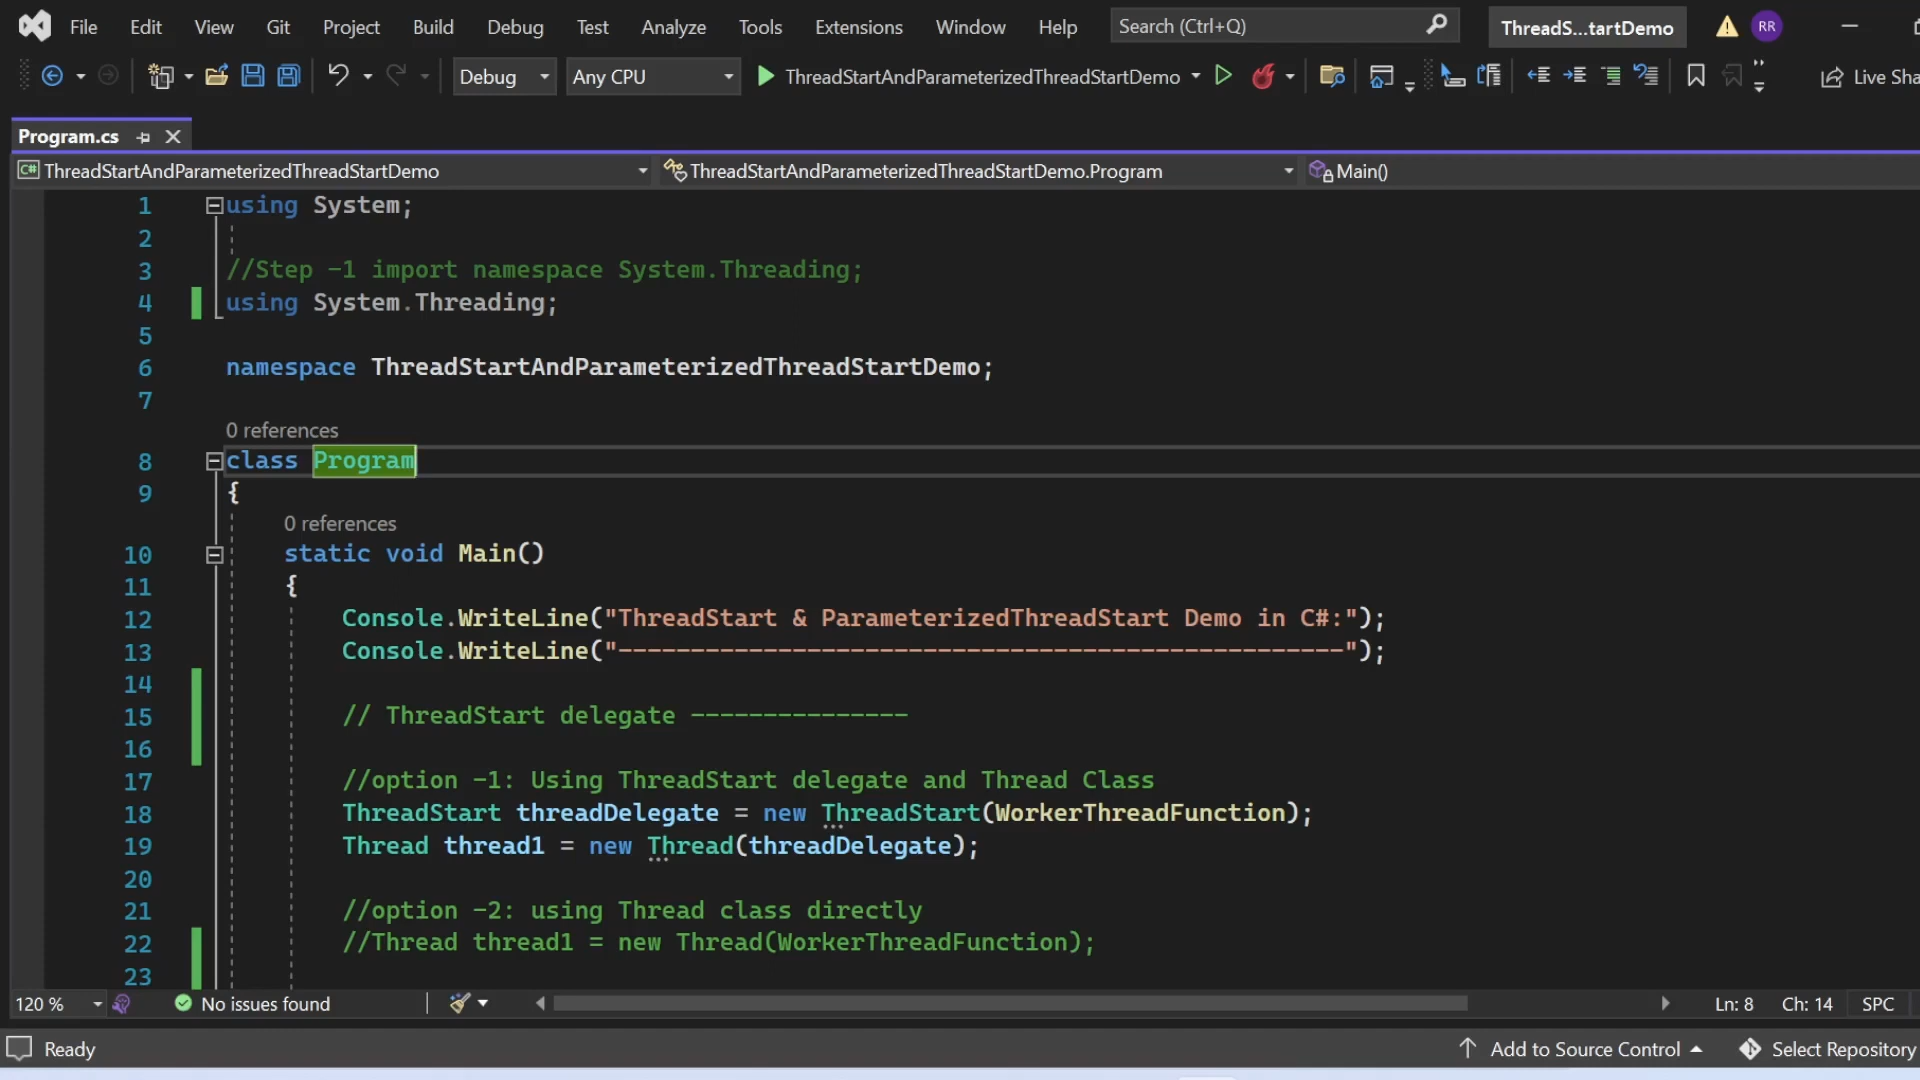 File Edit View Git Project Build Debug Test Analyze Tools Extensions Window Help Search (Ctrl+Q) ThreadS...tartDemo RR
Debug Any CPU ThreadStartAndParameterizedThreadStartDemo Live Sha
Program.cs
C# ThreadStartAndParameterizedThreadStartDemo ThreadStartAndParameterizedThreadStartDemo.Program Main()
1 using System;
2
3 //Step -1 import namespace System.Threading;
4 using System.Threading;
5
6 namespace ThreadStartAndParameterizedThreadStartDemo;
7
0 references
8 class Program
9 {
0 references
10 static void Main()
11 {
12 Console.WriteLine("ThreadStart & ParameterizedThreadStart Demo in C#:");
13 Console.WriteLine("--------------------------------------------------");
14
15 // ThreadStart delegate ---------------
16
17 //option -1: Using ThreadStart delegate and Thread Class
18 ThreadStart threadDelegate = new ThreadStart(WorkerThreadFunction);
19 Thread thread1 = new Thread(threadDelegate);
20
21 //option -2: using Thread class directly
22 //Thread thread1 = new Thread(WorkerThreadFunction);
23
120 % No issues found Ln: 8 Ch: 14 SPC
Ready Add to Source Control Select Repository